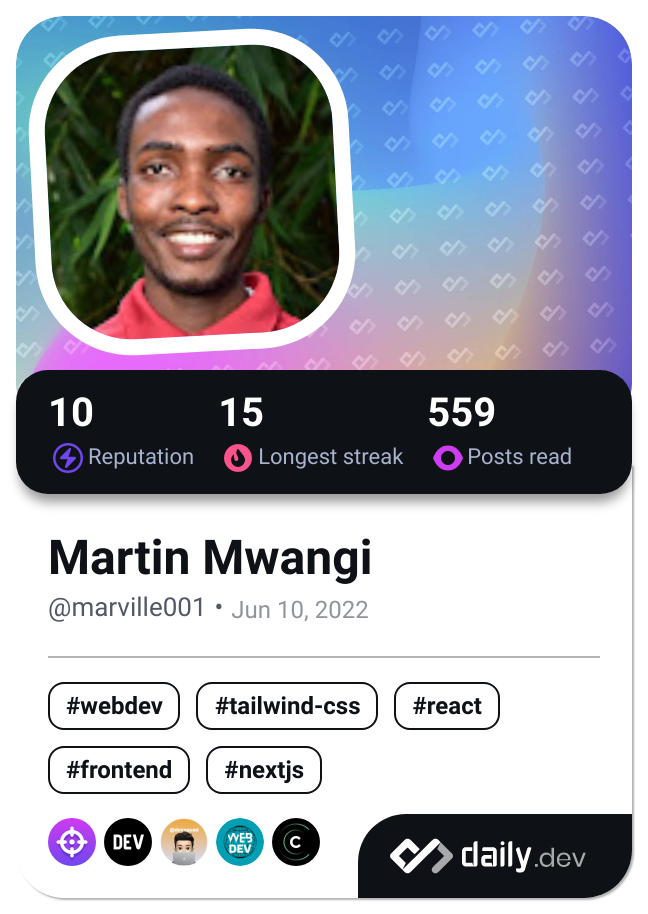 10 15 559
Reputation Longest streak Posts read
Martin Mwangi
@marville001 • Jun 10, 2022
#webdev #tailwind-css #react
#frontend #nextjs
DEV WEB DEV C
daily.dev